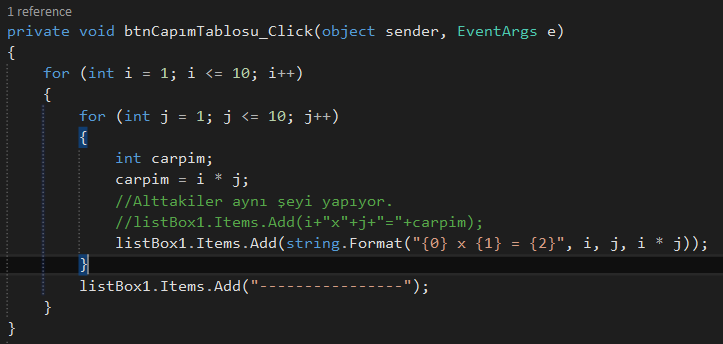 1 reference
private void btnCapımTablosu_Click(object sender, EventArgs e)
{
for (int i = 1; i <= 10; i++)
{
for (int j = 1; j <= 10; j++)
{
int carpim;
carpim = i * j;
//Alttakiler aynı şeyi yapıyor.
//listBox1.Items.Add(i+"x"+j+"="+carpim);
listBox1.Items.Add(string.Format("{0} x {1} = {2}", i, j, i * j));
}
listBox1.Items.Add("----------------");
}
}